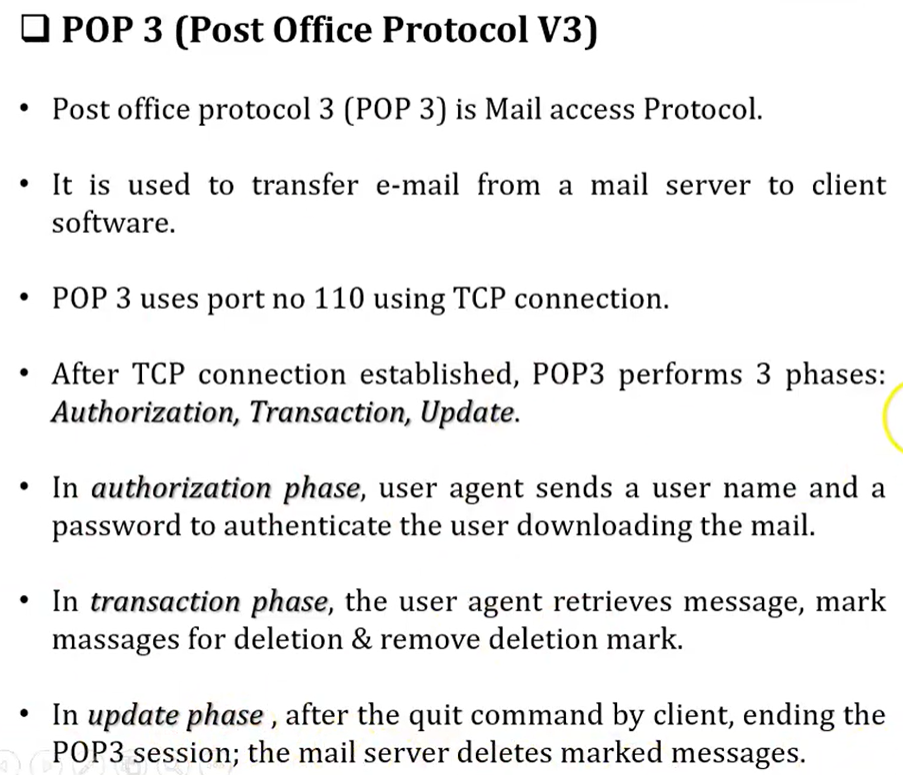 ❑ POP 3 (Post Office Protocol V3)
• Post office protocol 3 (POP 3) is Mail access Protocol.
• It is used to transfer e-mail from a mail server to client
software.
• POP 3 uses port no 110 using TCP connection.
• After TCP connection established, POP3 performs 3 phases:
Authorization, Transaction, Update.
• In authorization phase, user agent sends a user name and a
password to authenticate the user downloading the mail.
• In transaction phase, the user agent retrieves message, mark
massages for deletion & remove deletion mark.
• In update phase , after the quit command by client, ending the
POP3 session; the mail server deletes marked messages.